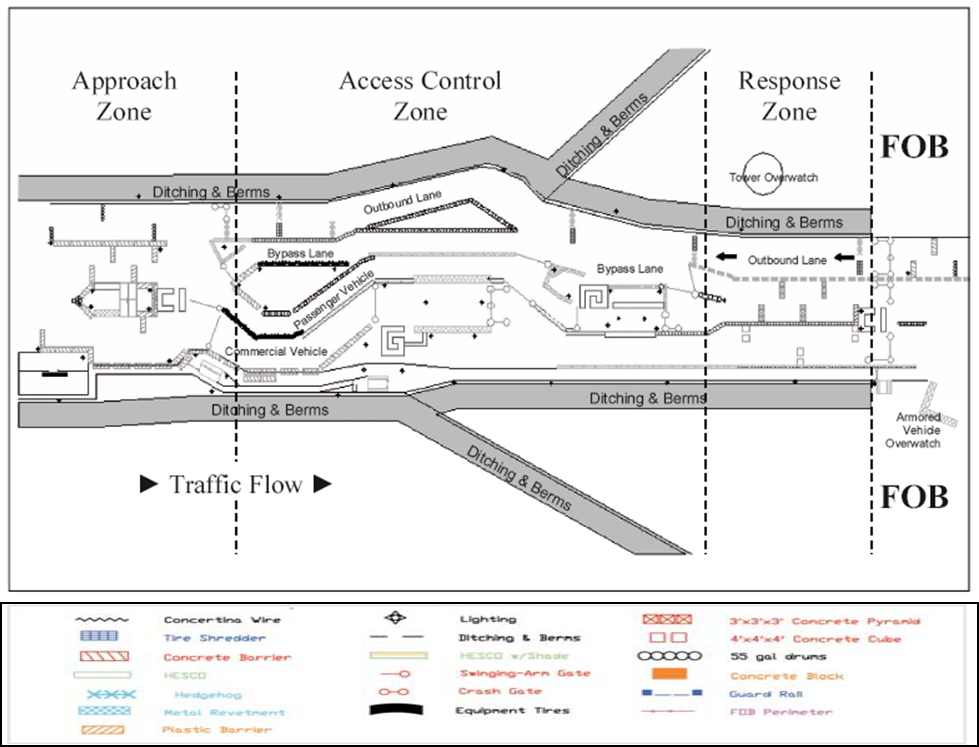 Approach
Zone
Access Control
Zone
Response
Zone
FOB
Ditching & Berms
Tower Overwatch
Ditching & Berms
Outbound Lane
Ditching & Berms
Bypass Lane
Bypass Lane
Outbound Lane
Passenger Vehicle
Commercial Vehicle
Ditching & Berms
Ditching & Berms
Armored
Vehicle
Overwatch
Ditching & Berms
Traffic Flow
FOB
Concertina Wire
Lighting
3'x3'x3' Concrete Pyramid
Tire Shredder
Ditching & Berms
4'x4'x4' Concrete Cube
Concrete Barrier
HESCO w/Shade
55 gal drums
HESCO
Swinging-Arm Gate
Concrete Block
Hedgehog
Crash Gate
Guard Rail
Metal Revetment
Equipment Tires
FOB Perimeter
Plastic Barrier